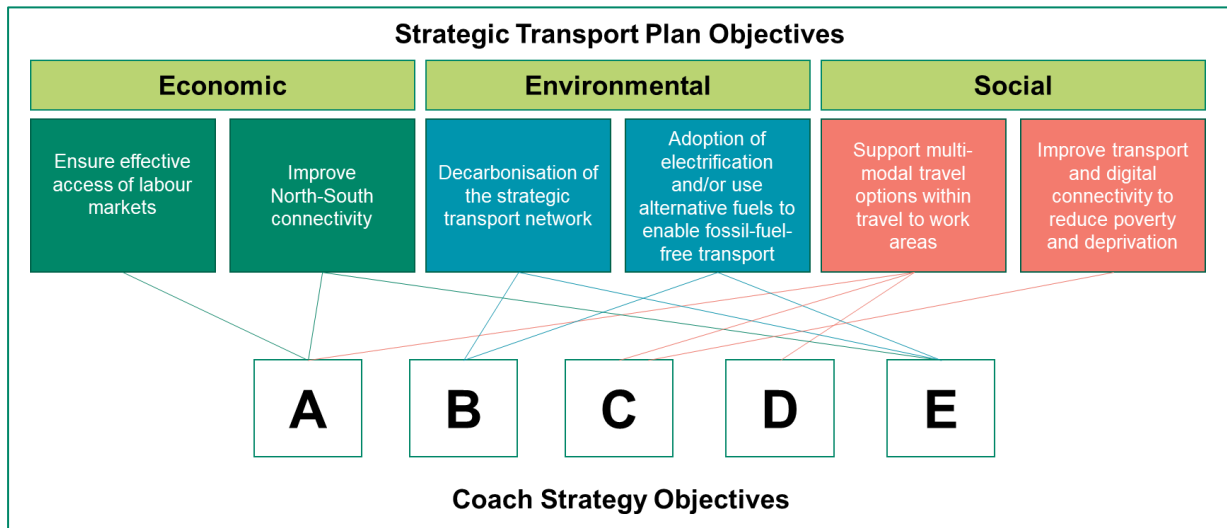 Strategic Transport Plan Objectives
Economic
Environmental
Social
Ensure effective
access of labour
markets
Improve
North-South
connectivity
Decarbonisation of
the strategic
transport network
Adoption of
electrification
and/or use
alternative fuels to
enable fossil-fuel-
free transport
Support multi-
modal travel
options within
travel to work
areas
Improve transport
and digital
connectivity to
reduce poverty
and deprivation
A
B
C
D
E
Coach Strategy Objectives